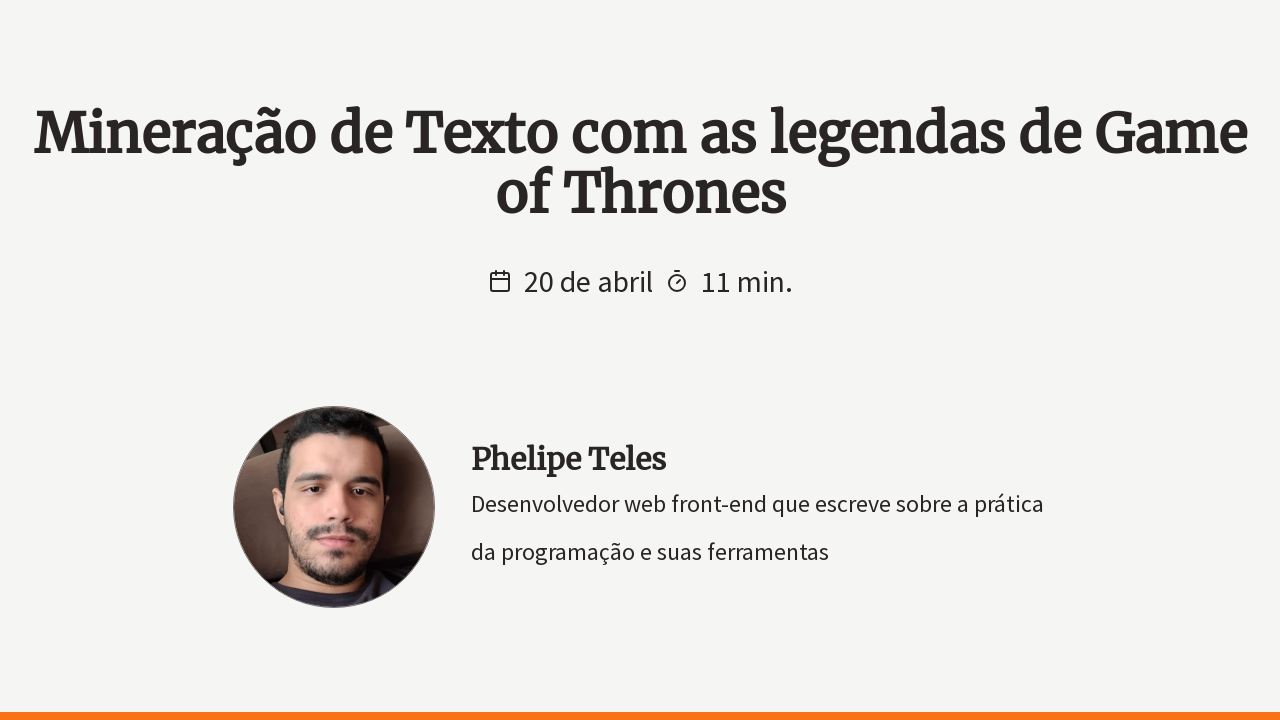 Mineração de Texto com as legendas de Game
of Thrones
20 de abril 11 min.
Phelipe Teles
Desenvolvedor web front-end que escreve sobre a prática
da programação e suas ferramentas